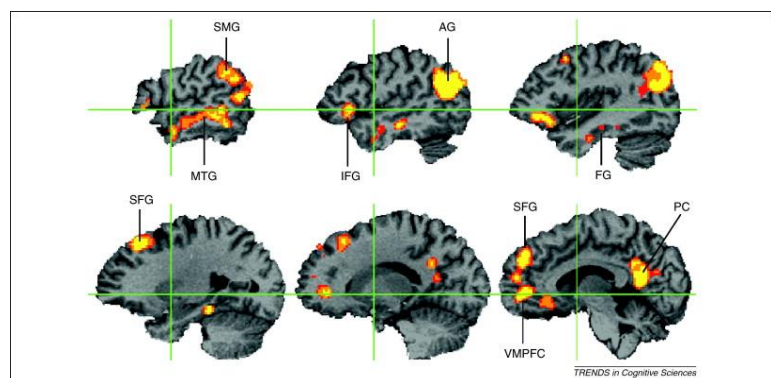 SMG
AG
MTG
IFG
FG
SFG
SFG
PC
VMPFC
TRENDS in Cognitive Sciences